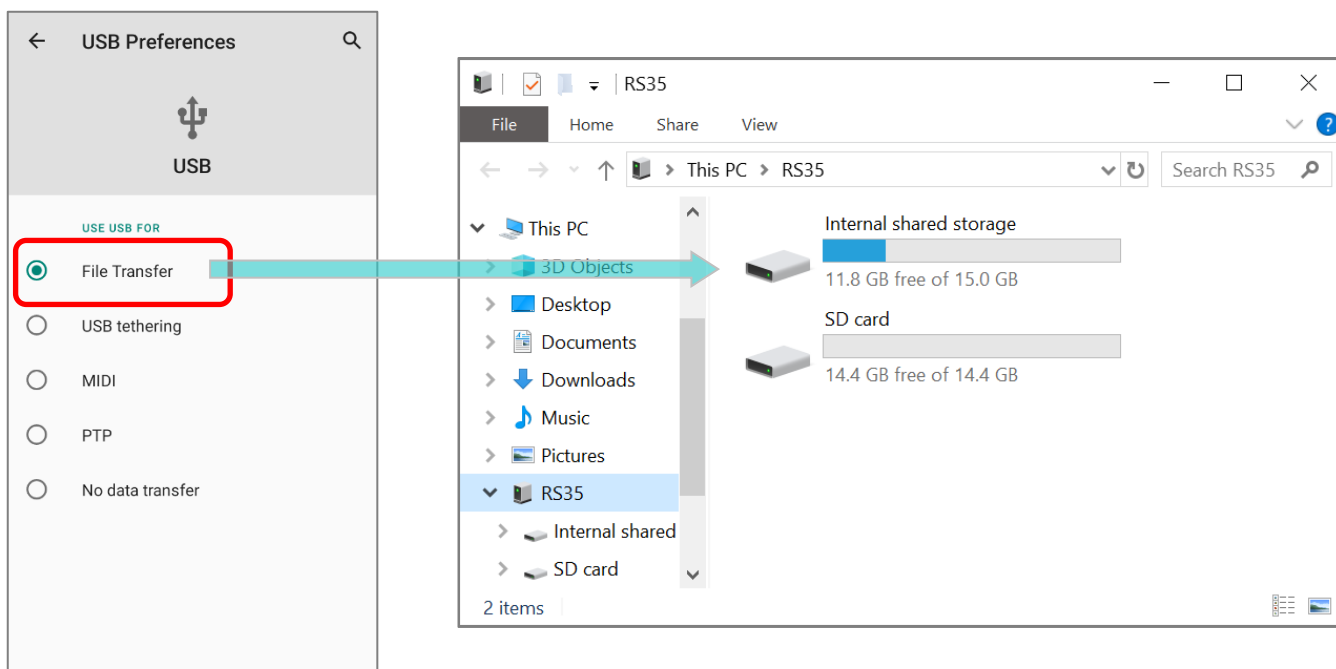 USB Preferences
USB
USE USB FOR
File Transfer
USB tethering
MIDI
PTP
No data transfer
RS35
File Home Share View
This PC RS35
Search RS35
This PC
3D Objects
Desktop
Documents
Downloads
Music
Pictures
RS35
Internal shared
SD card
Internal shared storage
11.8 GB free of 15.0 GB
SD card
14.4 GB free of 14.4 GB
2 items